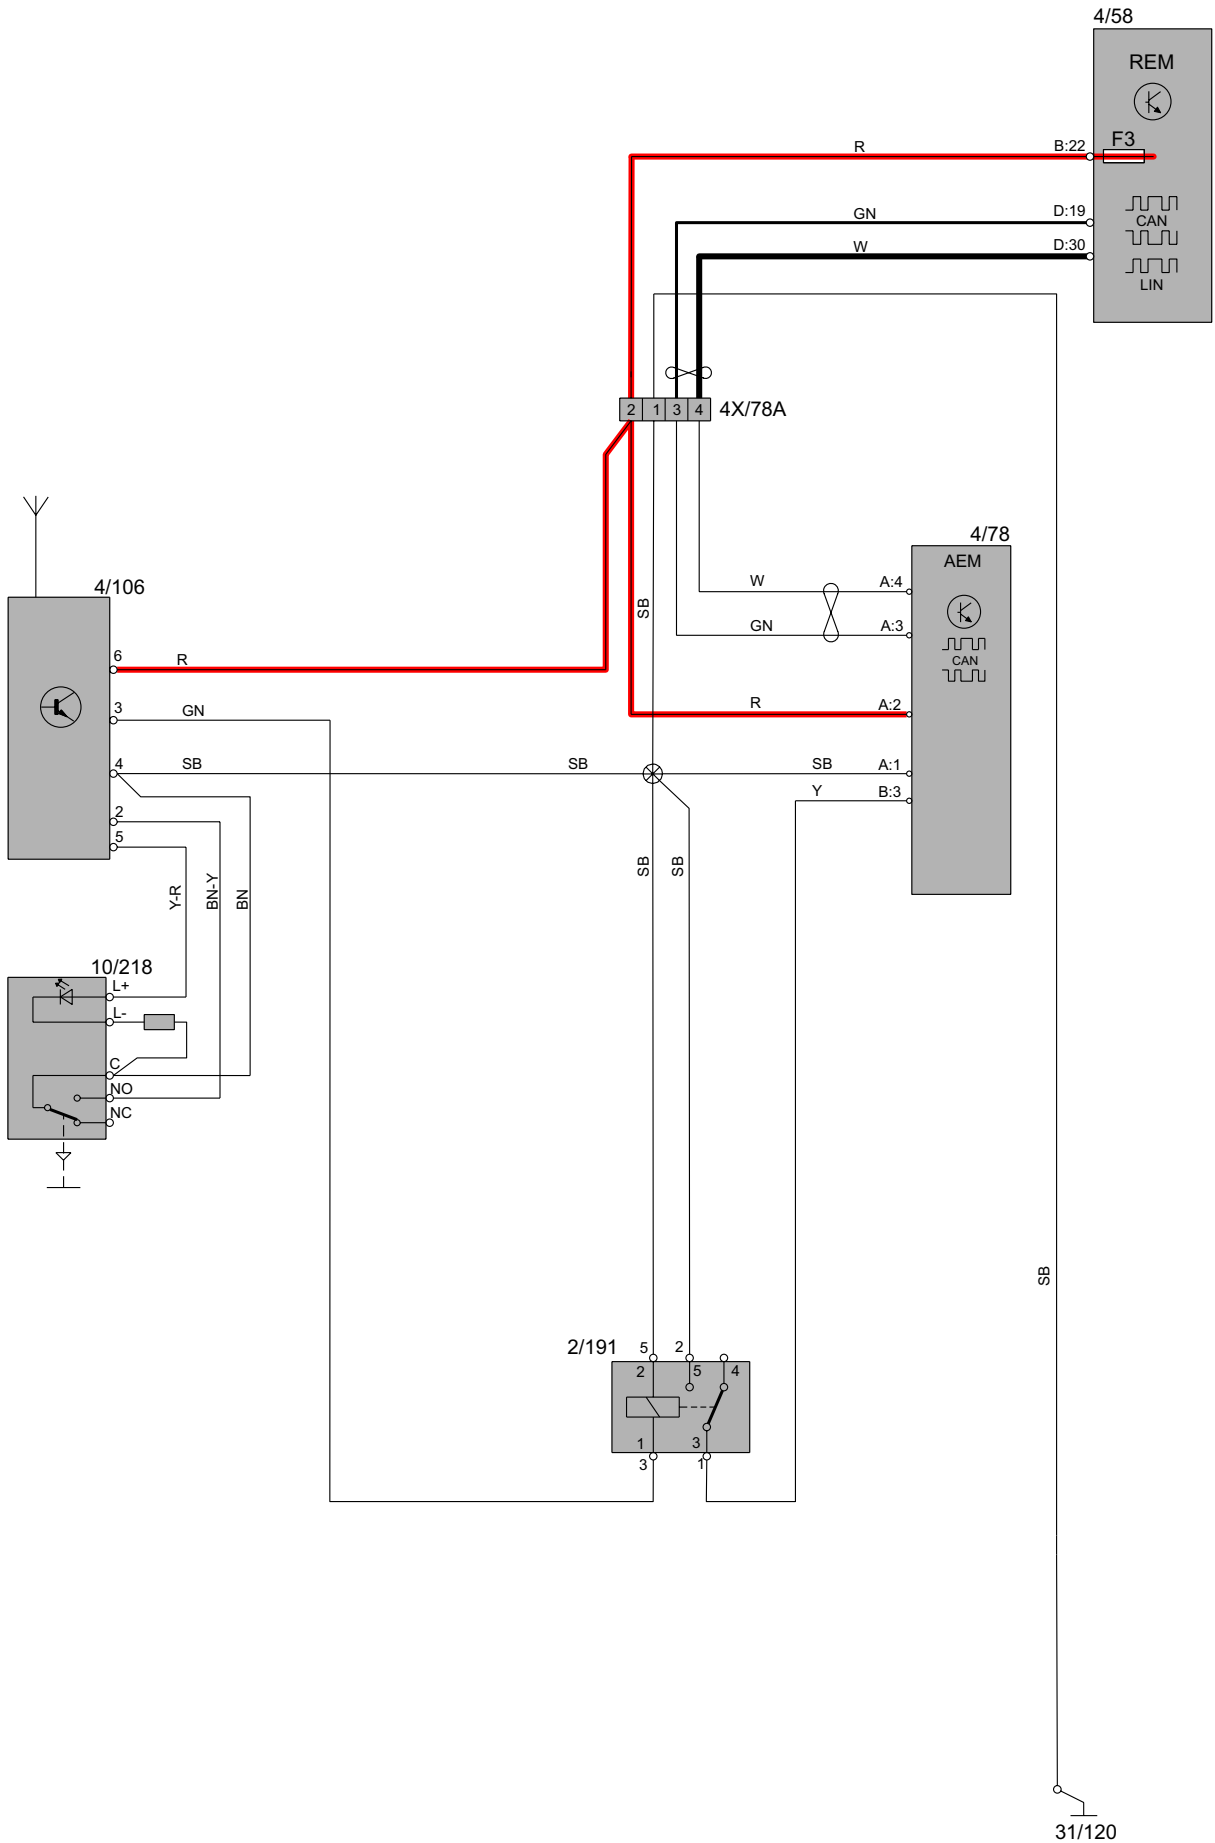 4/58
REM
F3
R
B:22
GN
D:19
CAN
W
D:30
LIN
2 1 3 4
4X/78A
4/78
AEM
4/106
W
A:4
SB
GN
A:3
CAN
6
R
R
A:2
3
GN
4
SB
SB
SB
A:1
Y
B:3
2
5
Y-R
BN-Y
BN
SB
SB
10/218
L+
L-
C
NO
NC
SB
2/191
5
2
2
5
4
1
3
3
1
31/120